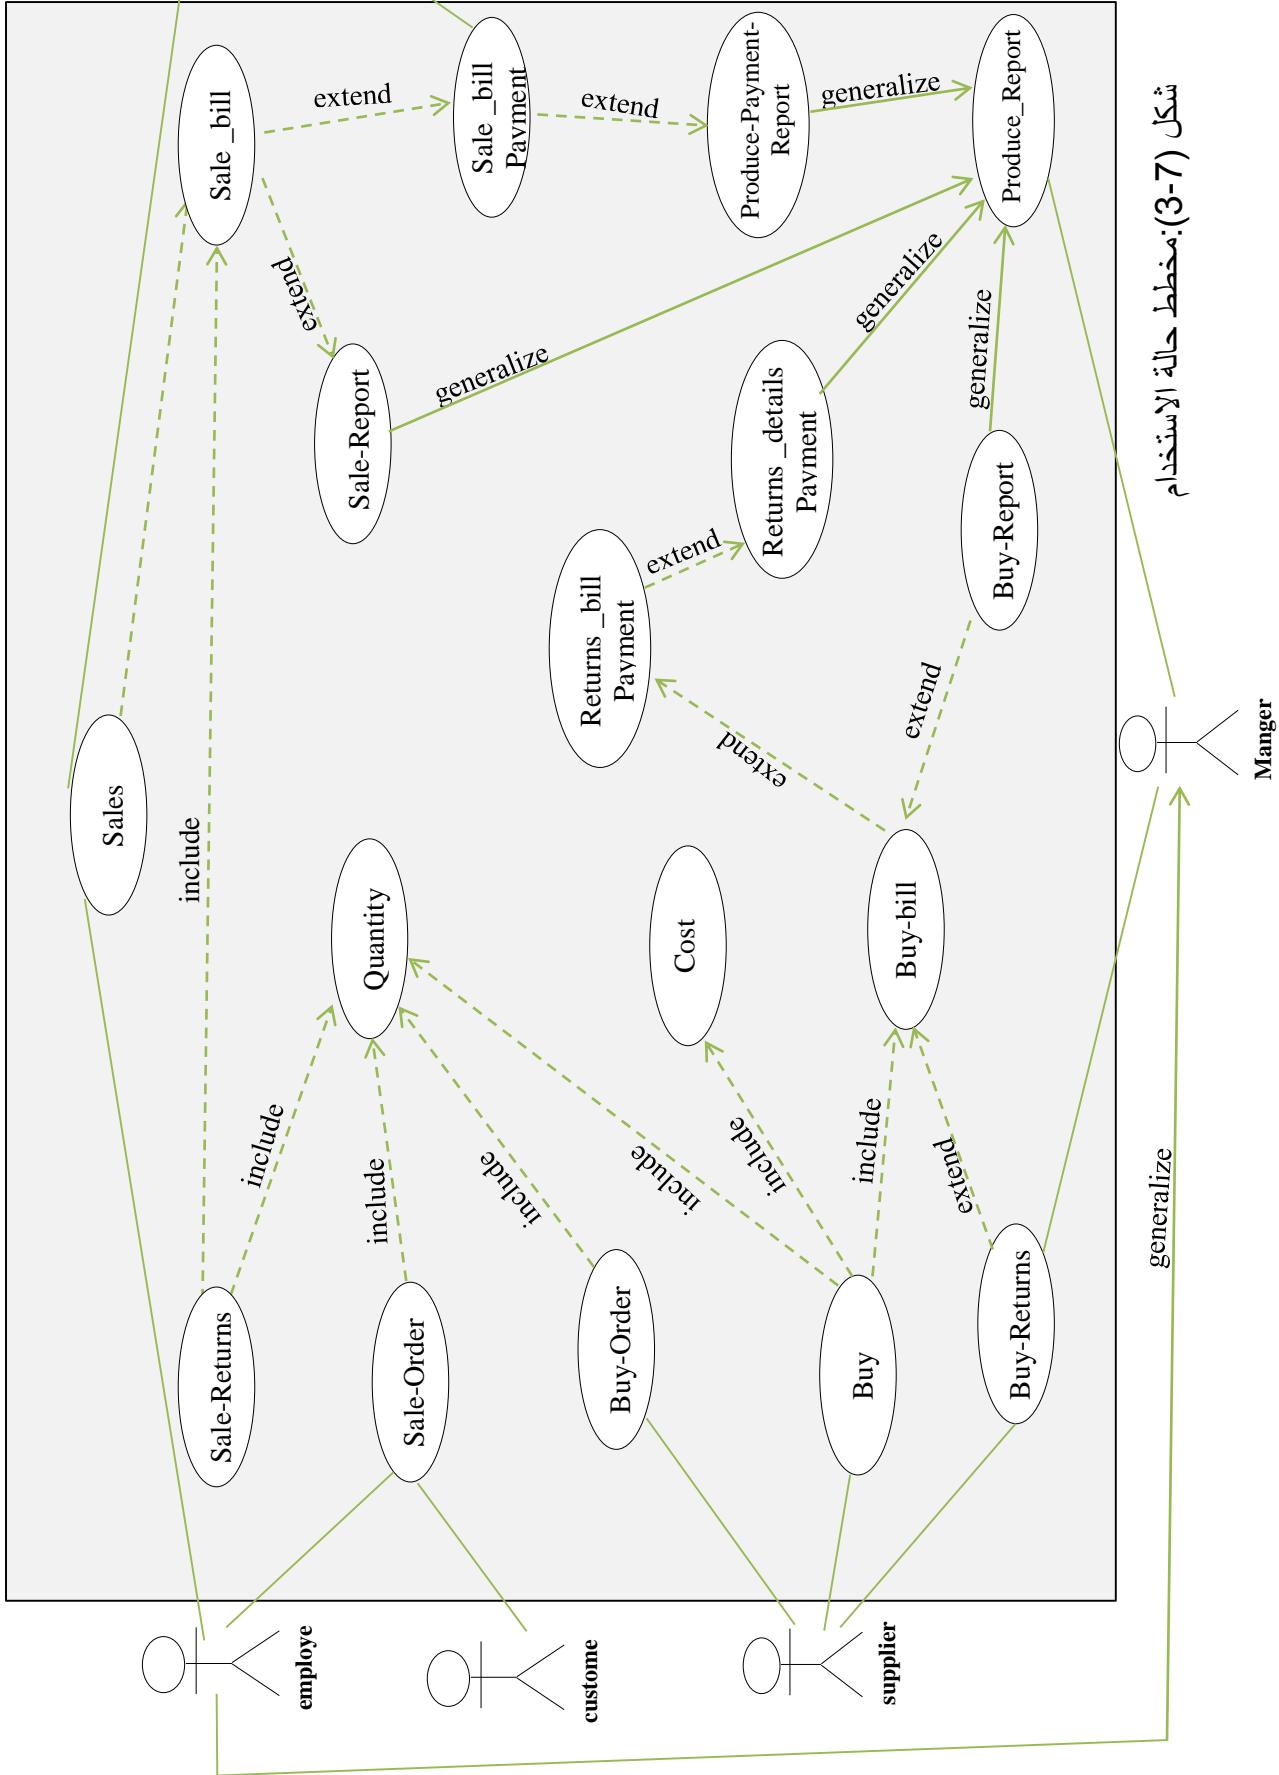 Sales
include
Sale-Returns
Sale _bill
include
extend
Sale-Report
extend
Quantity
include
Sale-Order
generalize
Sale _bill
Payment
include
extend
Buy-Order
Returns _bill
Payment
include
extend
Cost
include
extend
Produce-Payment-
Report
Returns _details
Payment
Buy
include
generalize
generalize
Buy-bill
extend
extend
generalize
Buy-Report
Produce_Report
Buy-Returns
employe
custome
supplier
generalize
Manger
شكل (3-7):مخطط حالة الاستخدام